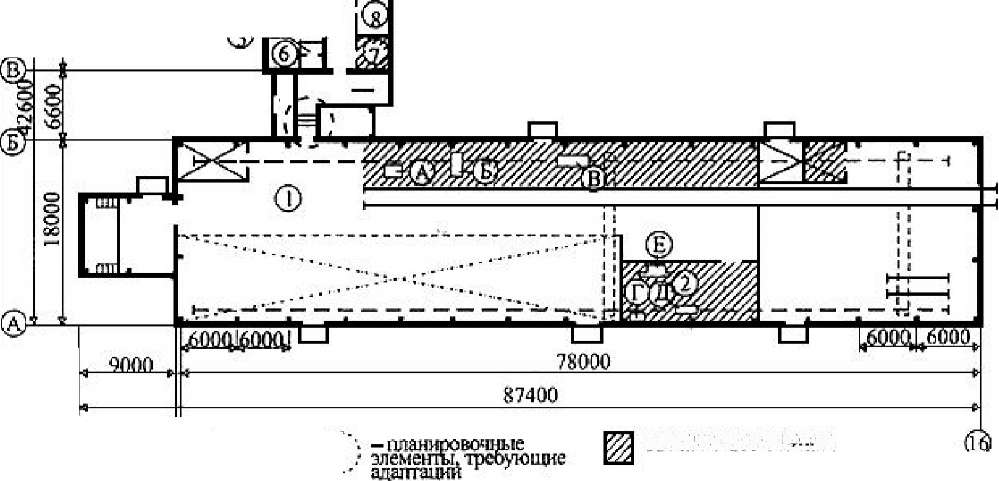 8
6
7
В
42600
6600
Б
А
Б
В
1
18000
Е
Г
Д
2
А
6000
6000
6000
6000
9000
78000
87400
– планировочные
элементы, требующие
адаптаций
16